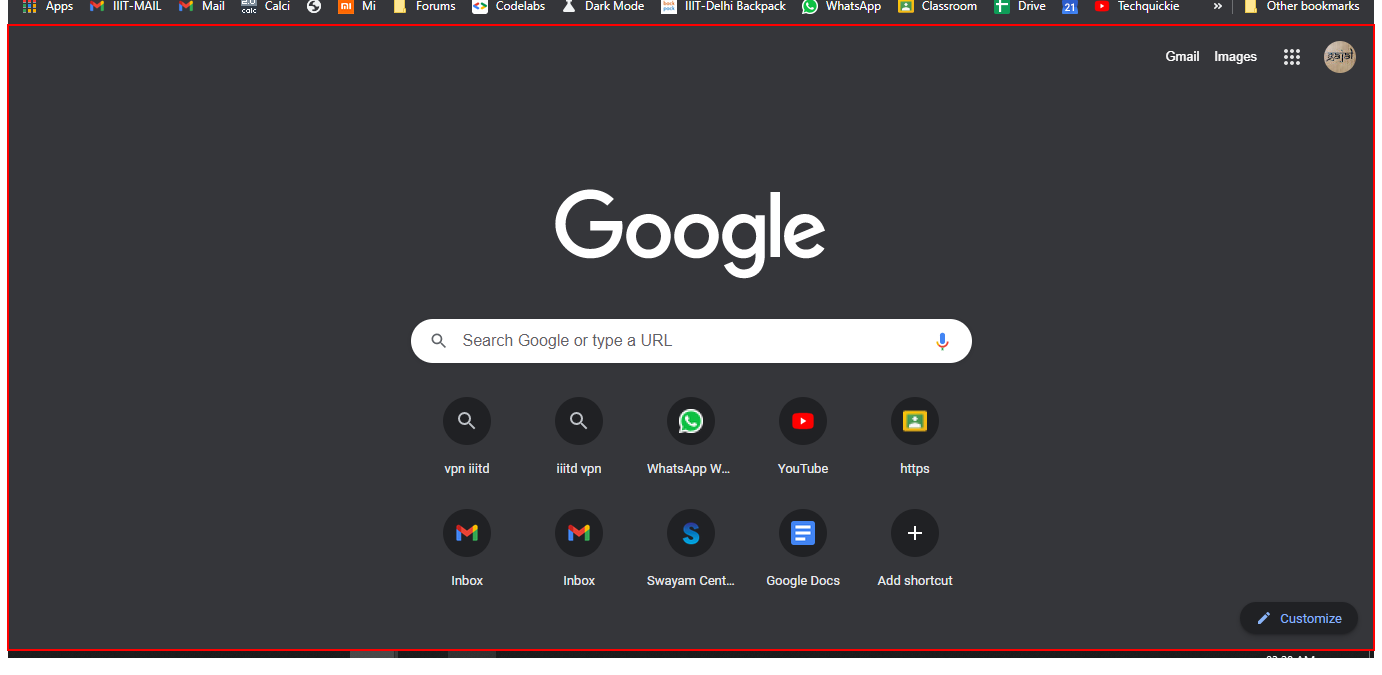 Apps IIIT-MAIL Mail Calci Mi Forums Codelabs Dark Mode IIIT-Delhi Backpack WhatsApp Classroom Drive 21 Techquickie » Other bookmarks
Gmail Images
Google
Search Google or type a URL
vpn iiitd iiitd vpn WhatsApp W... YouTube https
Inbox Inbox Swayam Cent... Google Docs Add shortcut
Customize